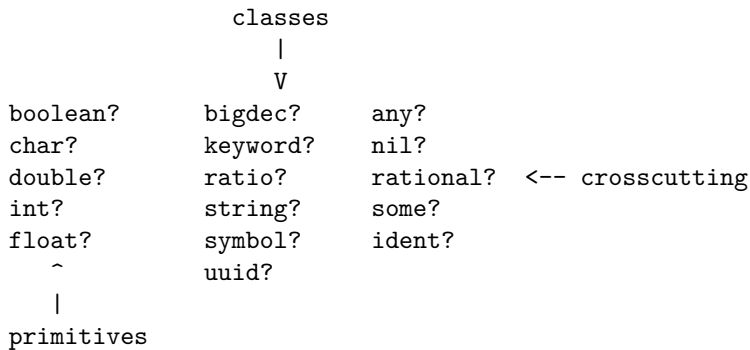 classes
|
V
boolean? bigdec? any?
char? keyword? nil?
double? ratio? rational? <-- crosscutting
int? string? some?
float? symbol? ident?
^ uuid?
|
primitives